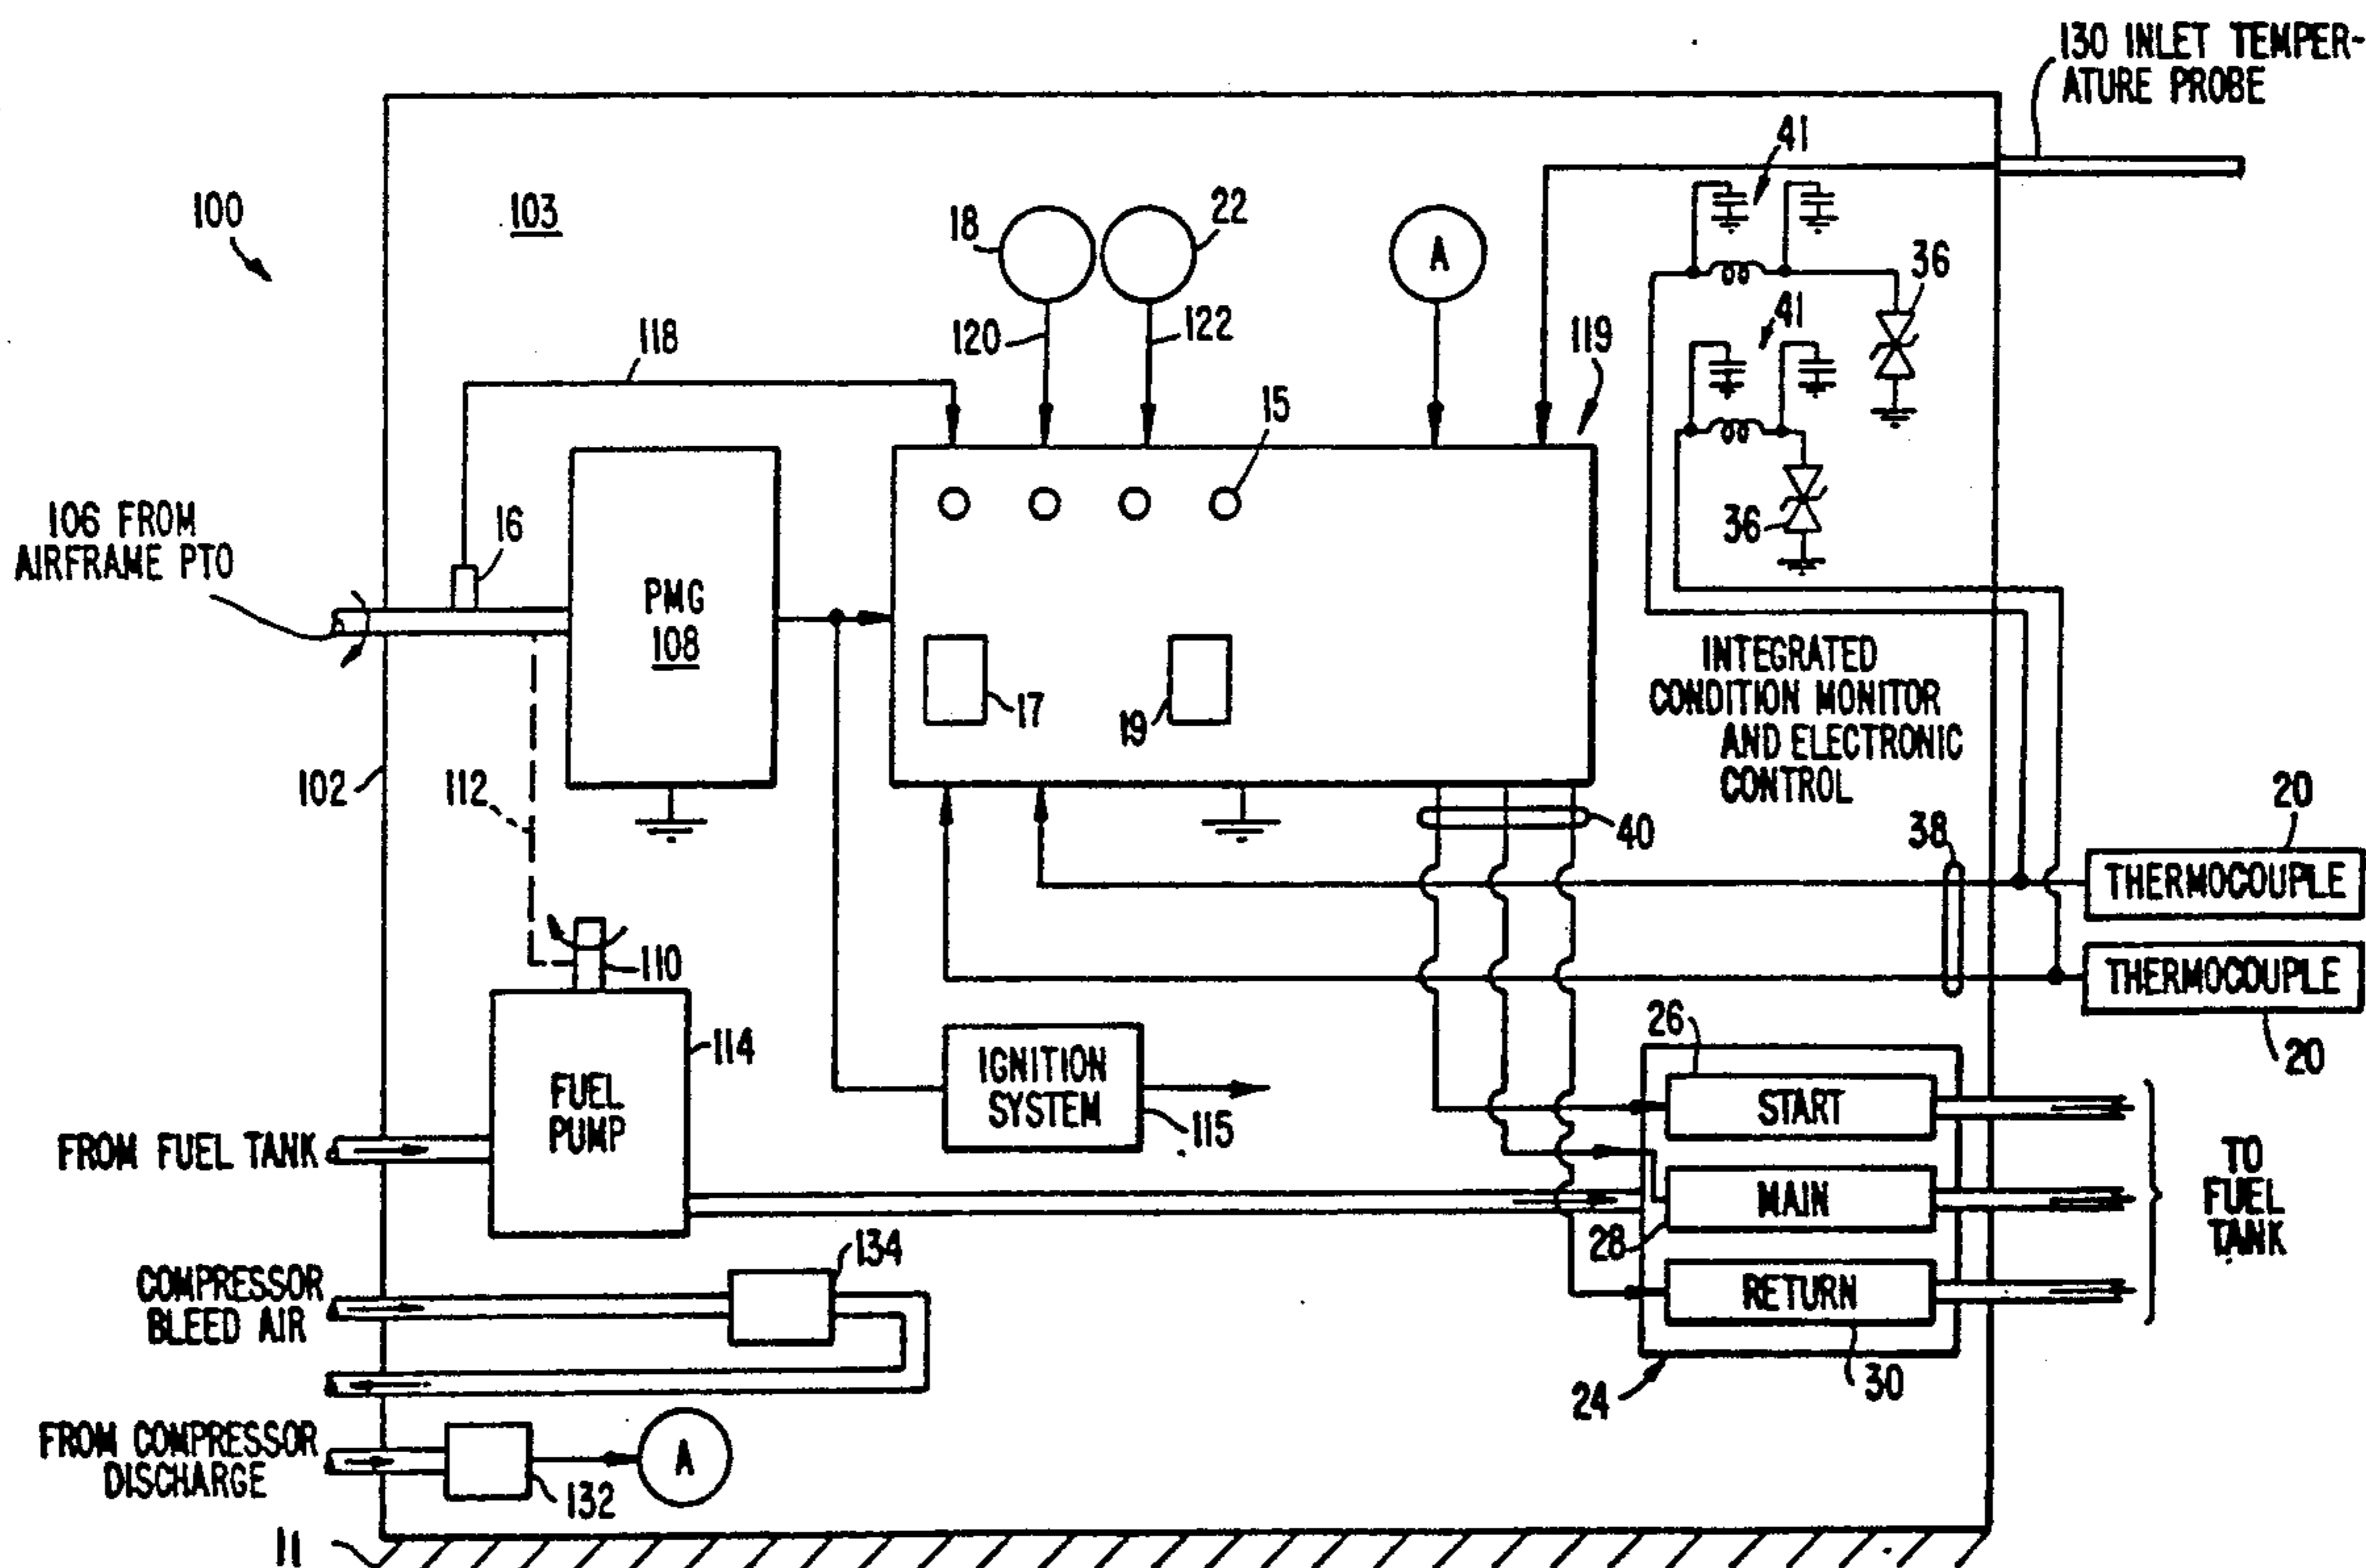 130 INLET TEMPER-
ATURE PROBE
41
100
103
18
22
A
36
120
122
41
118
119
15
106 FROM
AIRFRAME PTO
16
36
PMG
108
INTEGRATED
CONDITION MONITOR
AND ELECTRONIC
CONTROL
17
19
102
112
40
38
20
THERMOCOUPLE
110
THERMOCOUPLE
20
114
26
IGNITION
SYSTEM
115
FUEL
PUMP
START
FROM FUEL TANK
MAIN
28
TO
FUEL
TANK
134
COMPRESSOR
BLEED AIR
RETURN
30
24
FROM COMPRESSOR
DISCHARGE
A
132
11